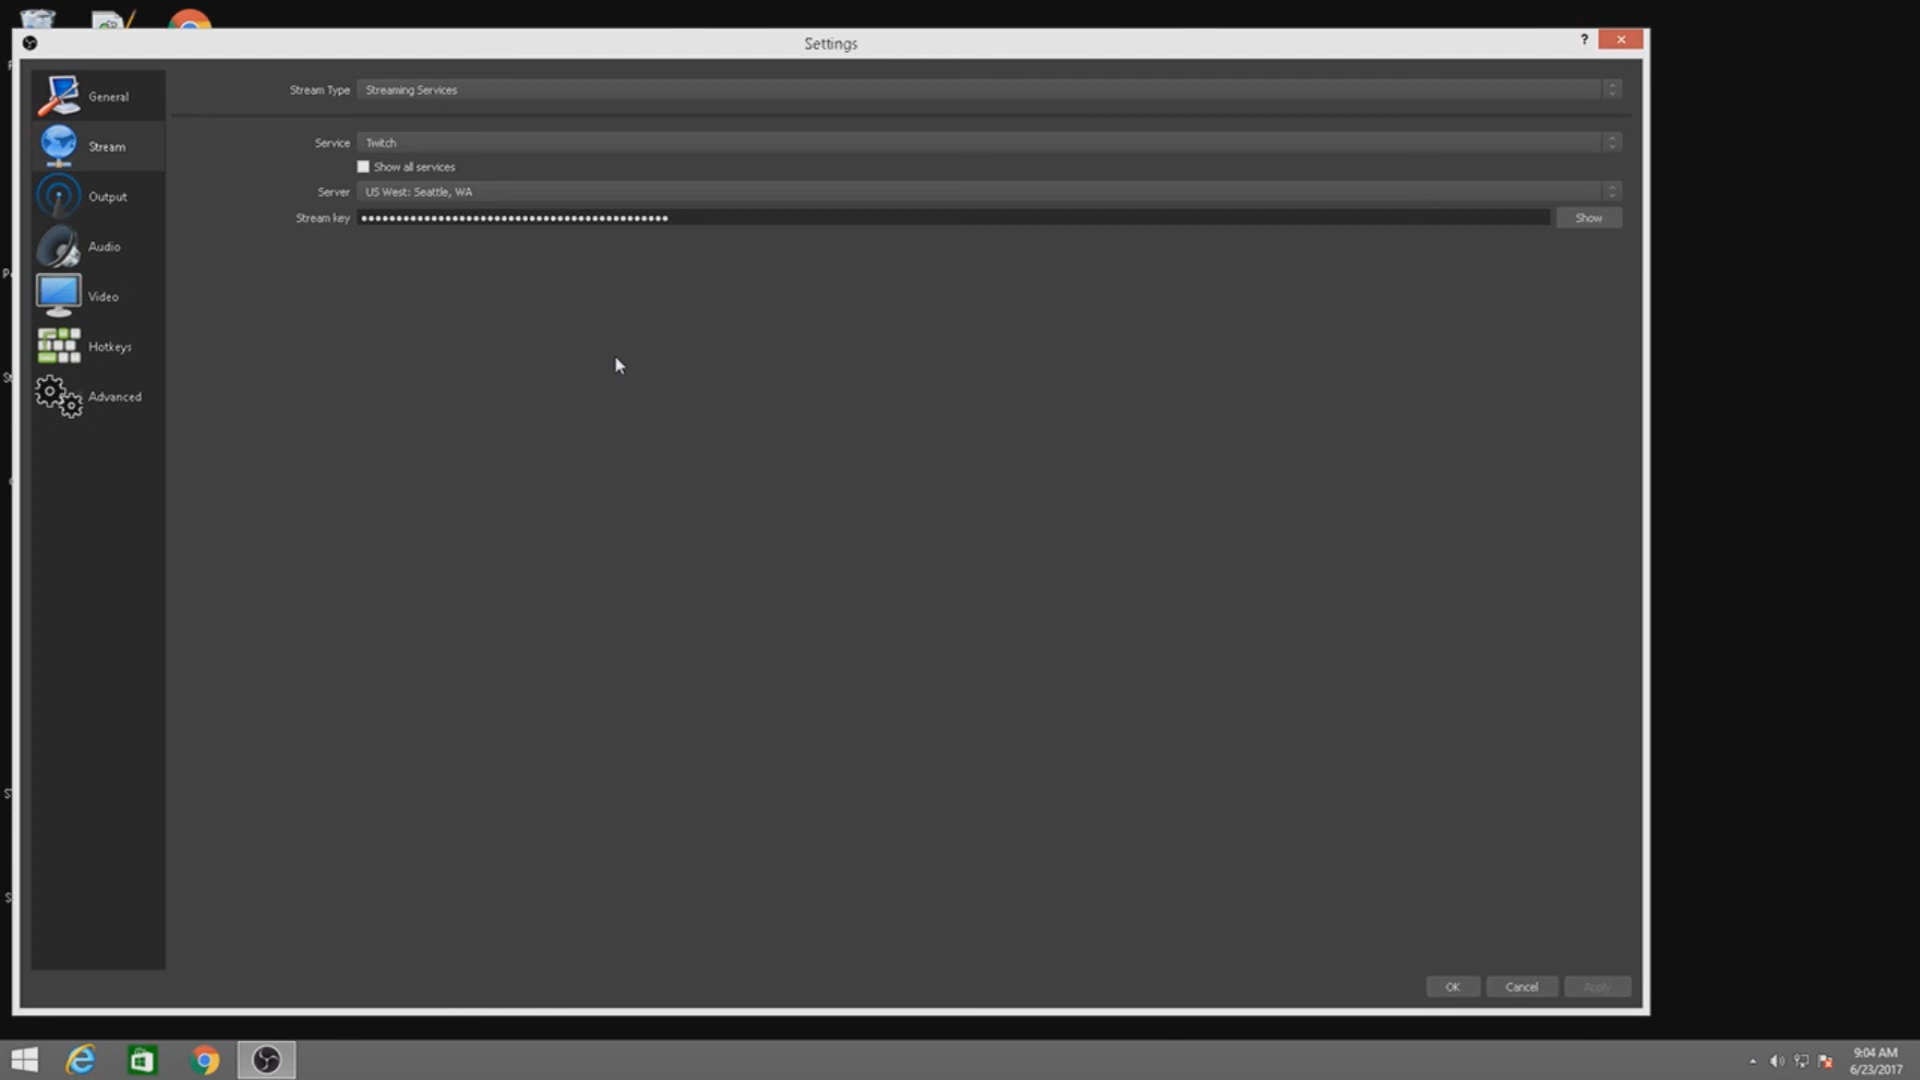 Settings
?
General
Stream
Output
Audio
Video
Hotkeys
Advanced
Stream Type Streaming Services
Service Twitch
Show all services
Server US West: Seattle, WA
Stream key ●●●●●●●●●●●●●●●●●●●●●●●●●●●●●●●●●●●●●●●●●●●● Show
OK Cancel Apply
9:04 AM
6/23/2017